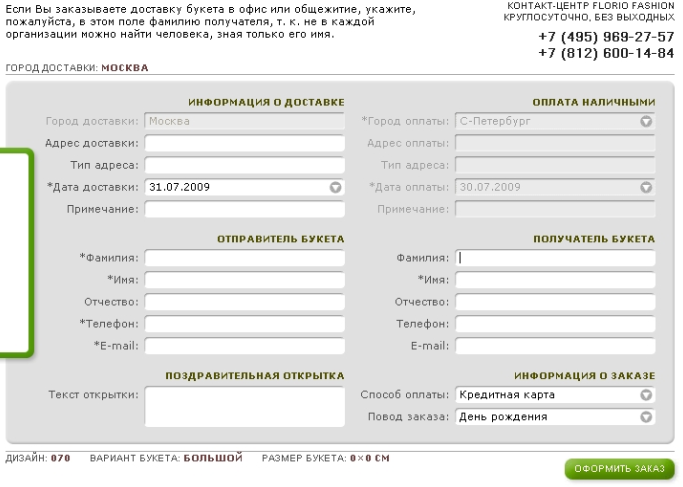 Если Вы заказываете доставку букета в офис или общежитие, укажите,
пожалуйста, в этом поле фамилию получателя, т. к. не в каждой
организации можно найти человека, зная только его имя.
КОНТАКТ-ЦЕНТР FLORIO FASHION
КРУГЛОСУТОЧНО, БЕЗ ВЫХОДНЫХ
+7 (495) 969-27-57
+7 (812) 600-14-84
ГОРОД ДОСТАВКИ: МОСКВА
ИНФОРМАЦИЯ О ДОСТАВКЕ
Город доставки: Москва
Адрес доставки:
Тип адреса:
*Дата доставки: 31.07.2009
Примечание:
ОПЛАТА НАЛИЧНЫМИ
*Город оплаты: С-Петербург
Адрес оплаты:
Тип адреса:
*Дата оплаты: 30.07.2009
Примечание:
ОТПРАВИТЕЛЬ БУКЕТА
*Фамилия:
*Имя:
Отчество:
*Телефон:
*E-mail:
ПОЛУЧАТЕЛЬ БУКЕТА
Фамилия:
*Имя:
Отчество:
Телефон:
E-mail:
ПОЗДРАВИТЕЛЬНАЯ ОТКРЫТКА
Текст открытки:
ИНФОРМАЦИЯ О ЗАКАЗЕ
Способ оплаты: Кредитная карта
Повод заказа: День рождения
ДИЗАЙН: 070 ВАРИАНТ БУКЕТА: БОЛЬШОЙ РАЗМЕР БУКЕТА: 0×0 СМ
ОФОРМИТЬ ЗАКАЗ